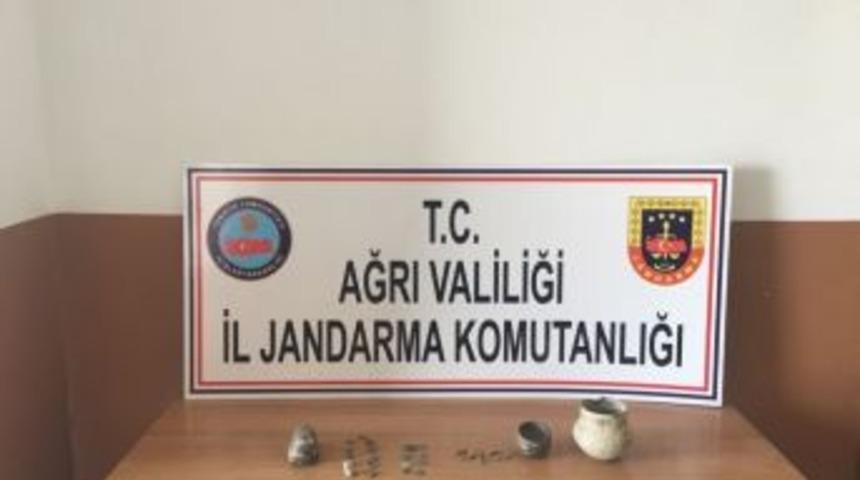 T.C.
AĞRI VALİLİĞİ
İL JANDARMA KOMUTANLIĞI